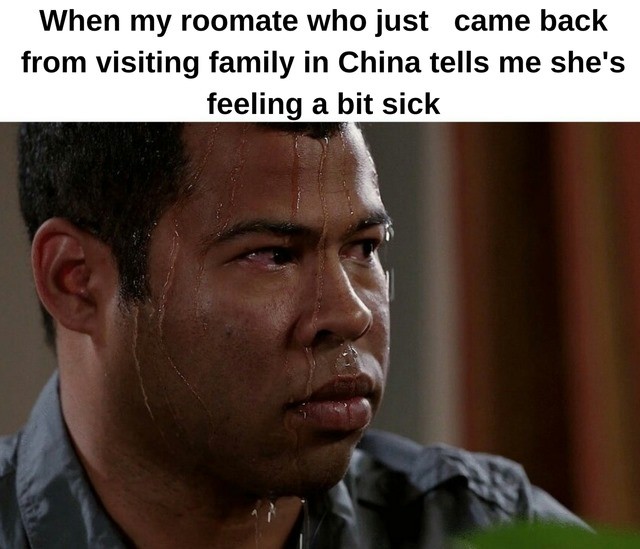 When my roomate who just came back
from visiting family in China tells me she's
feeling a bit sick